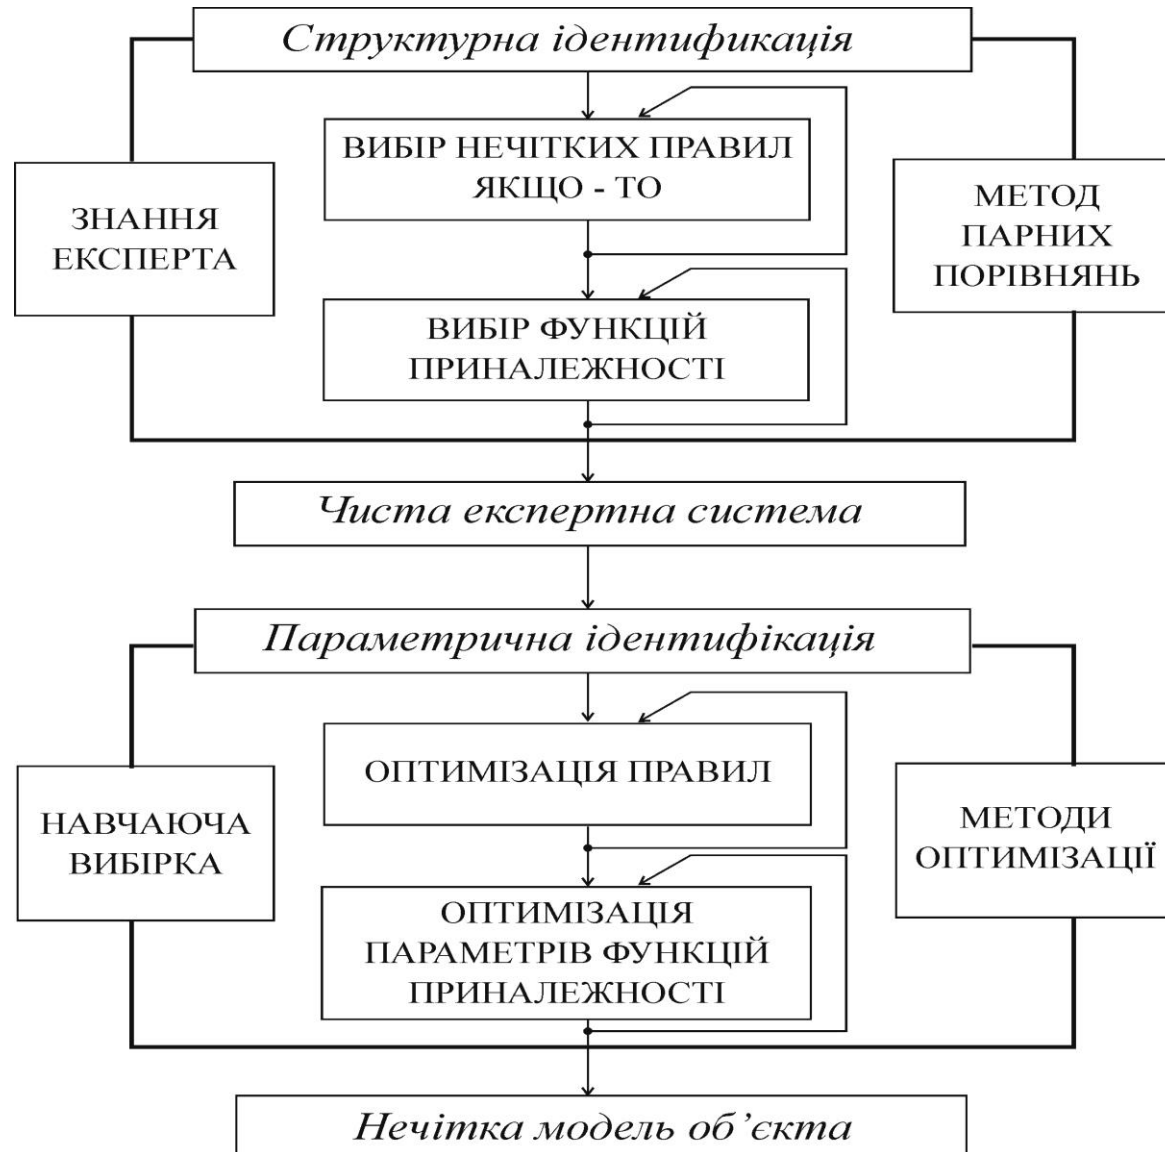 Структурна ідентификація
ВИБІР НЕЧІТКИХ ПРАВИЛ
ЯКЩО - ТО
ЗНАННЯ
ЕКСПЕРТА
МЕТОД
ПАРНИХ
ПОРІВНЯНЬ
ВИБІР ФУНКЦІЙ
ПРИНАЛЕЖНОСТІ
Чиста експертна система
Параметрична ідентифікація
ОПТИМІЗАЦІЯ ПРАВИЛ
НАВЧАЮЧА
ВИБІРКА
МЕТОДИ
ОПТИМІЗАЦІЇ
ОПТИМІЗАЦІЯ
ПАРАМЕТРІВ ФУНКЦІЙ
ПРИНАЛЕЖНОСТІ
Нечітка модель об’єкта